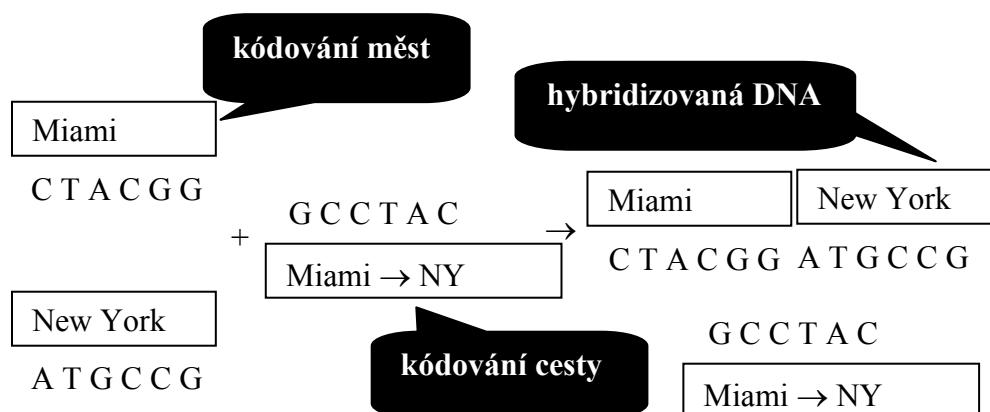 kódování měst
hybridizovaná DNA
Miami
C T A C G G
G C C T A C
+
Miami → NY
→
Miami
New York
C T A C G G A T G C C G
New York
A T G C C G
kódování cesty
G C C T A C
Miami → NY